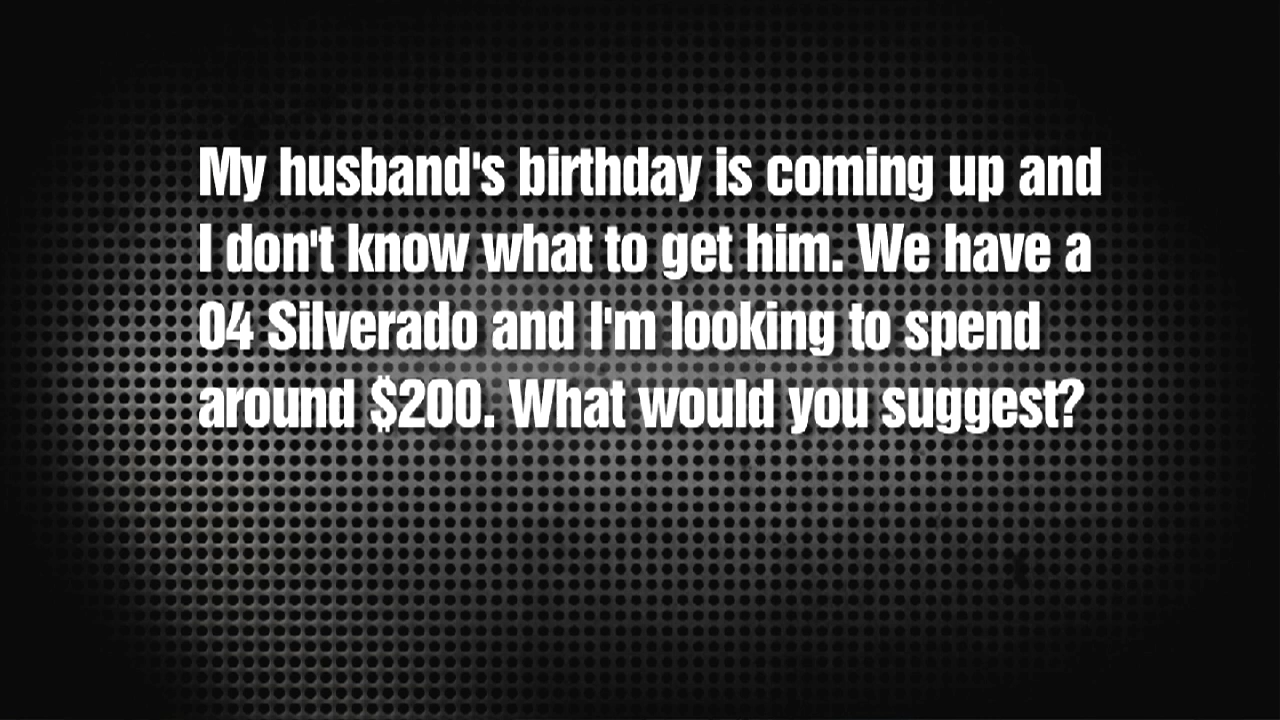 My husband's birthday is coming up and
I don't know what to get him. We have a
04 Silverado and I'm looking to spend
around $200. What would you suggest?